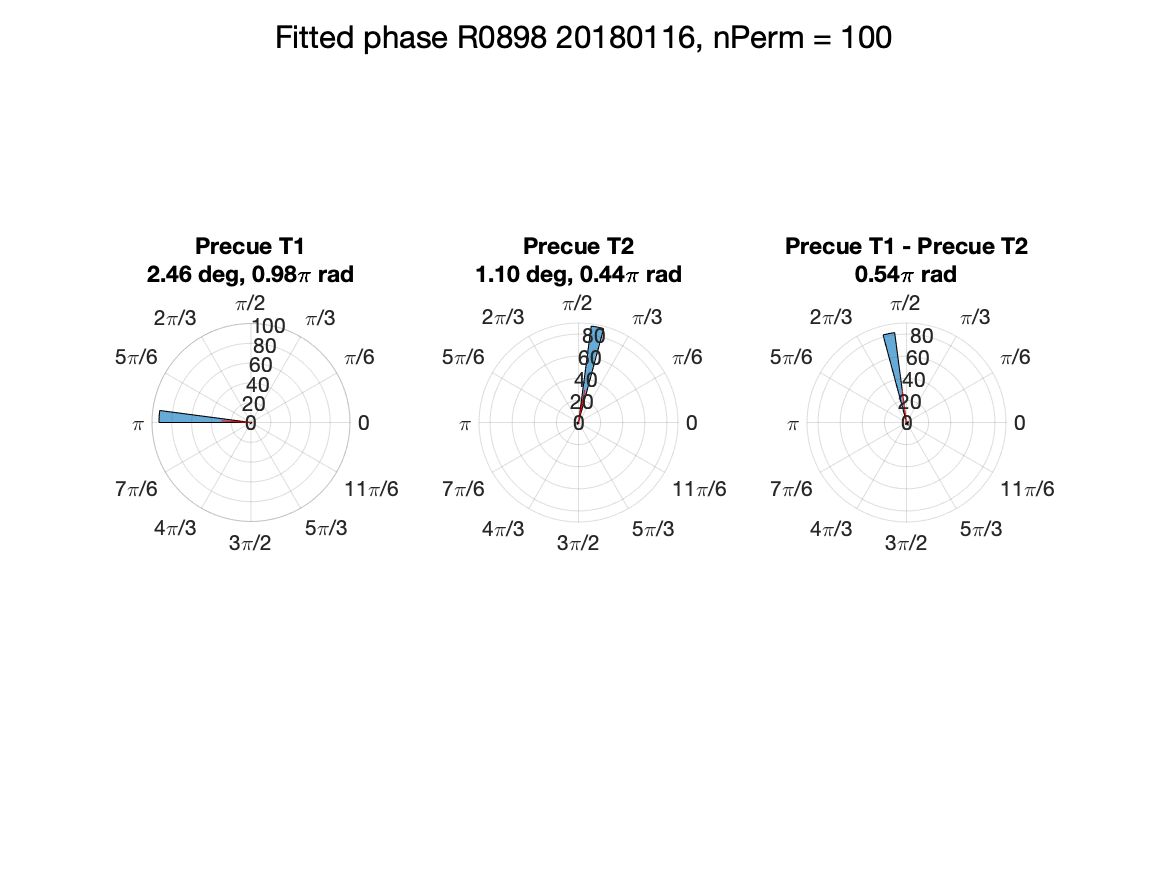 Fitted phase R0898 20180116, nPerm = 100
Precue T1
2.46 deg, 0.98π rad
π/2
2π/3
π/3
5π/6
π/6
π
0
7π/6
11π/6
4π/3
5π/3
3π/2
100
80
60
40
20
0
Precue T2
1.10 deg, 0.44π rad
π/2
2π/3
π/3
5π/6
π/6
π
0
7π/6
11π/6
4π/3
5π/3
3π/2
80
60
40
20
0
Precue T1 - Precue T2
0.54π rad
π/2
2π/3
π/3
5π/6
π/6
π
0
7π/6
11π/6
4π/3
5π/3
3π/2
80
60
40
20
0